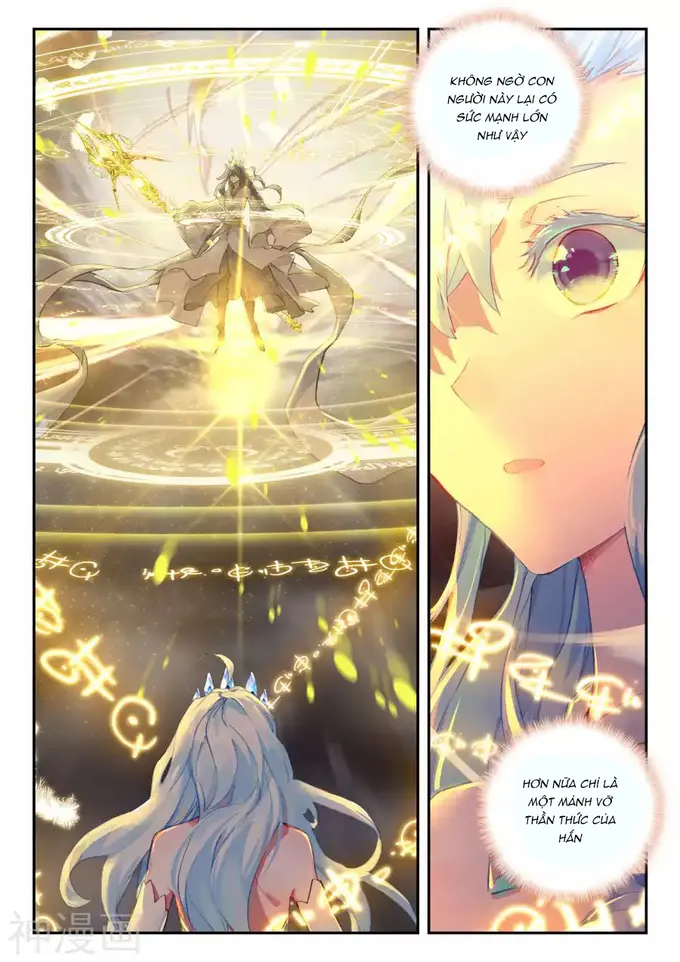 KHÔNG NGỜ CON
NGƯỜI NÀY LẠI CÓ
SỨC MẠNH LỚN
NHƯ VẬY
HƠN NỮA CHỈ LÀ
MỘT MẢNH VỠ
THẦN THỨC CỦA
HẮN
神漫画